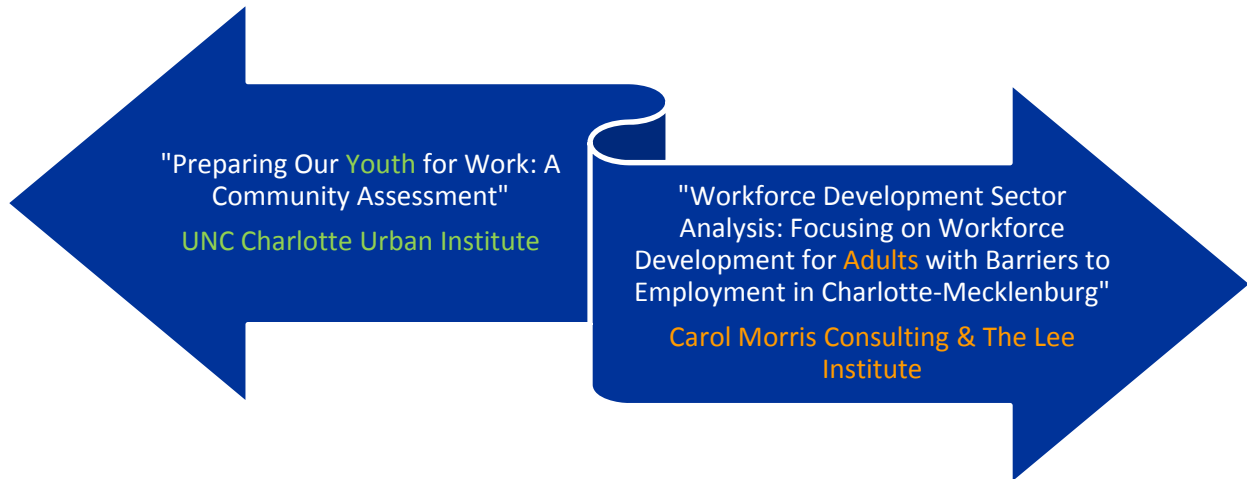 "Preparing Our Youth for Work: A
Community Assessment"
UNC Charlotte Urban Institute
"Workforce Development Sector
Analysis: Focusing on Workforce
Development for Adults with Barriers to
Employment in Charlotte-Mecklenburg"
Carol Morris Consulting & The Lee
Institute